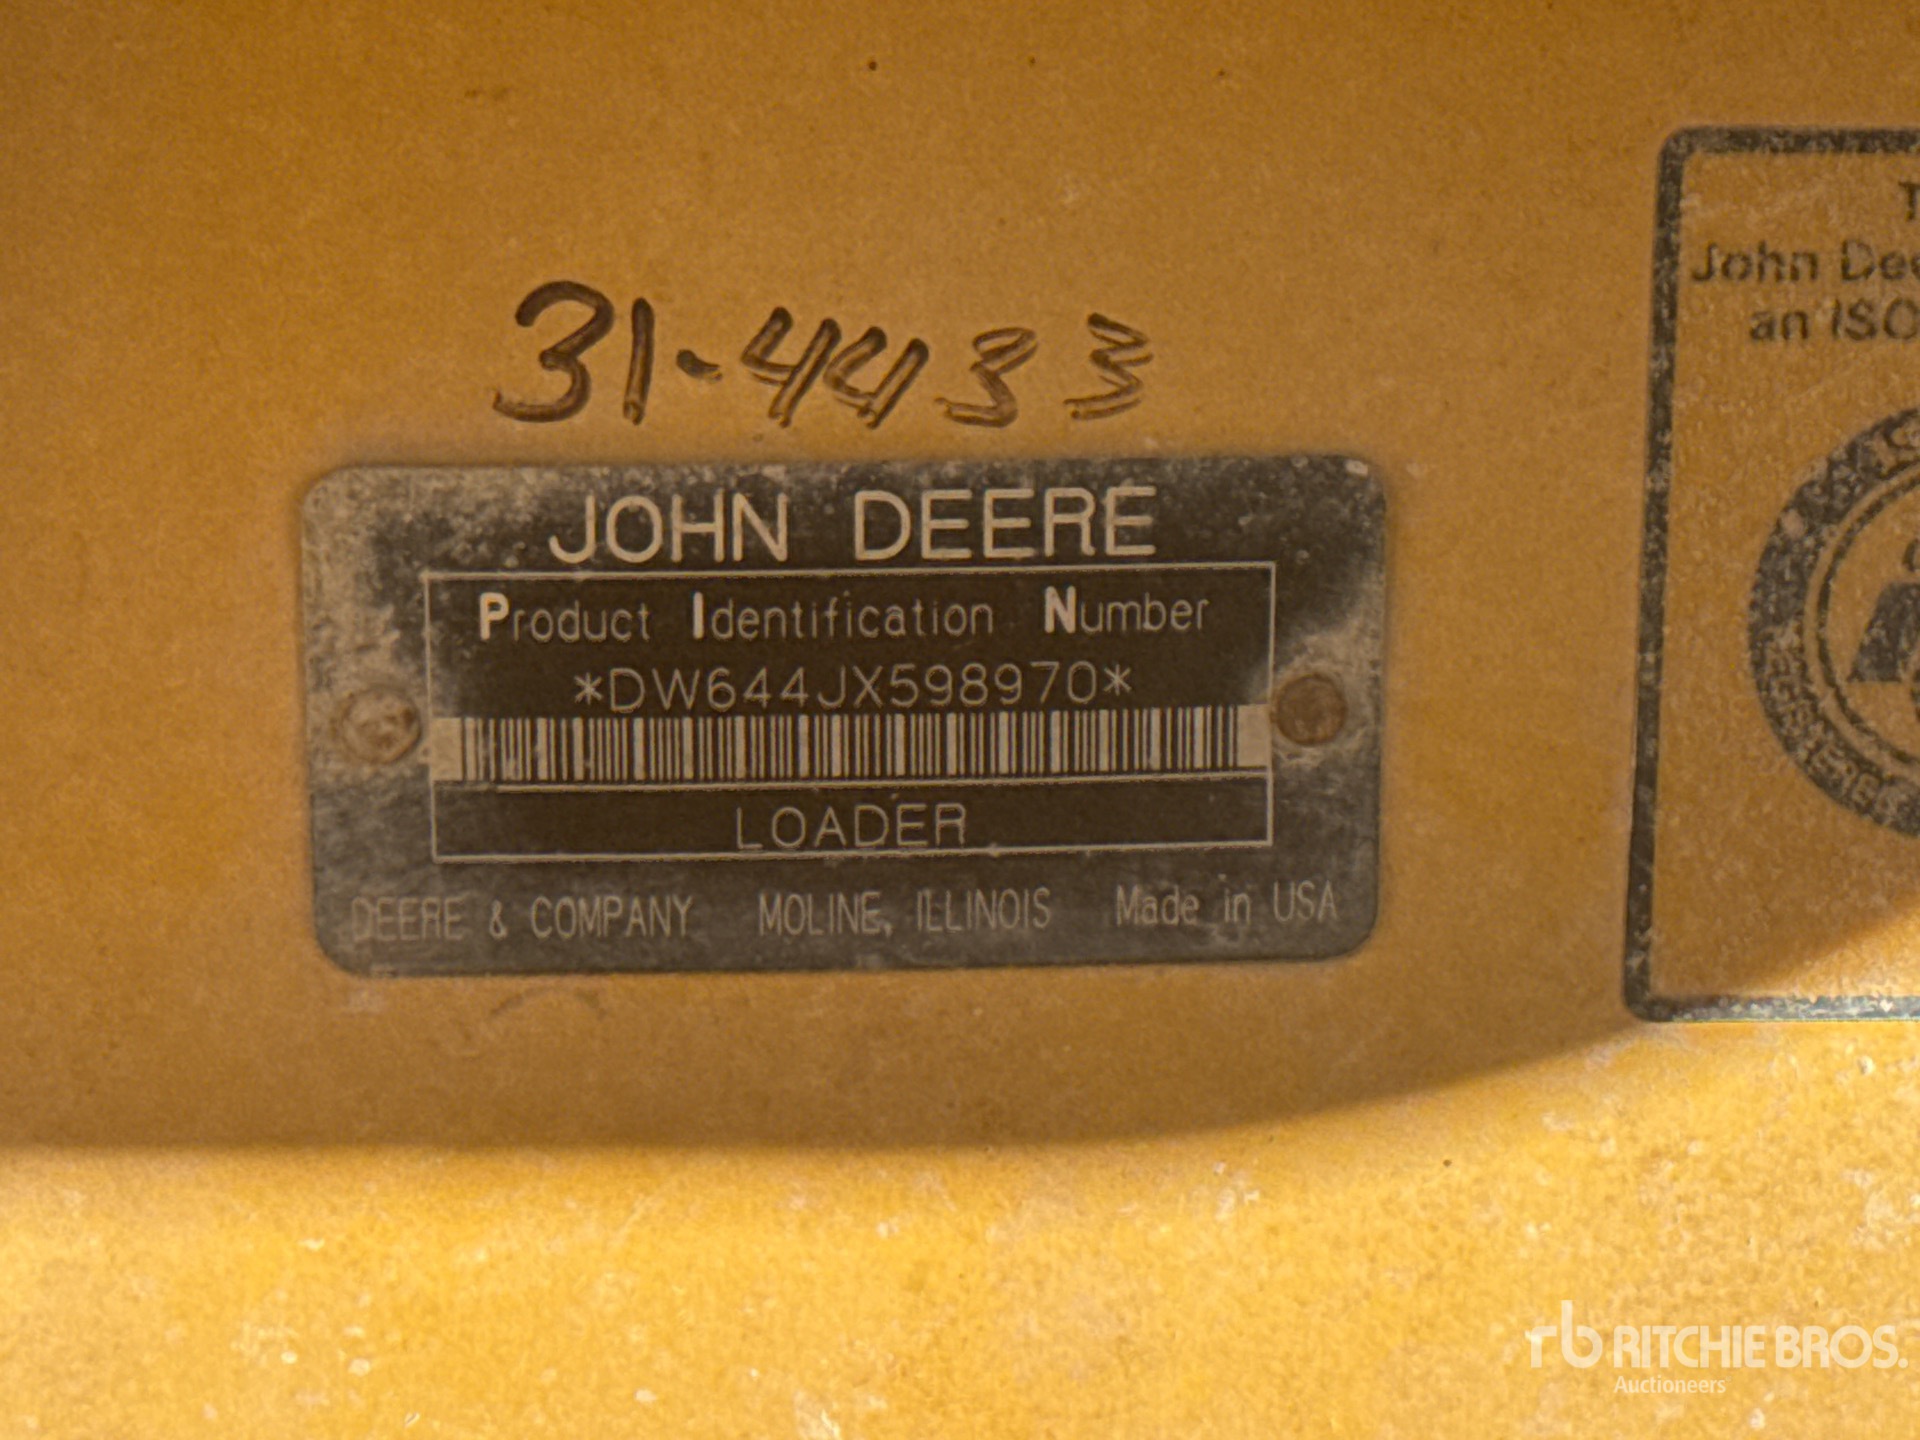 31-4433
JOHN DEERE
Product Identification Number
*DW644JX598970*
LOADER
DEERE & COMPANY MOLINE, ILLINOIS Made in USA
John Dee
an ISO
rb RITCHIE BROS.
Auctioneers